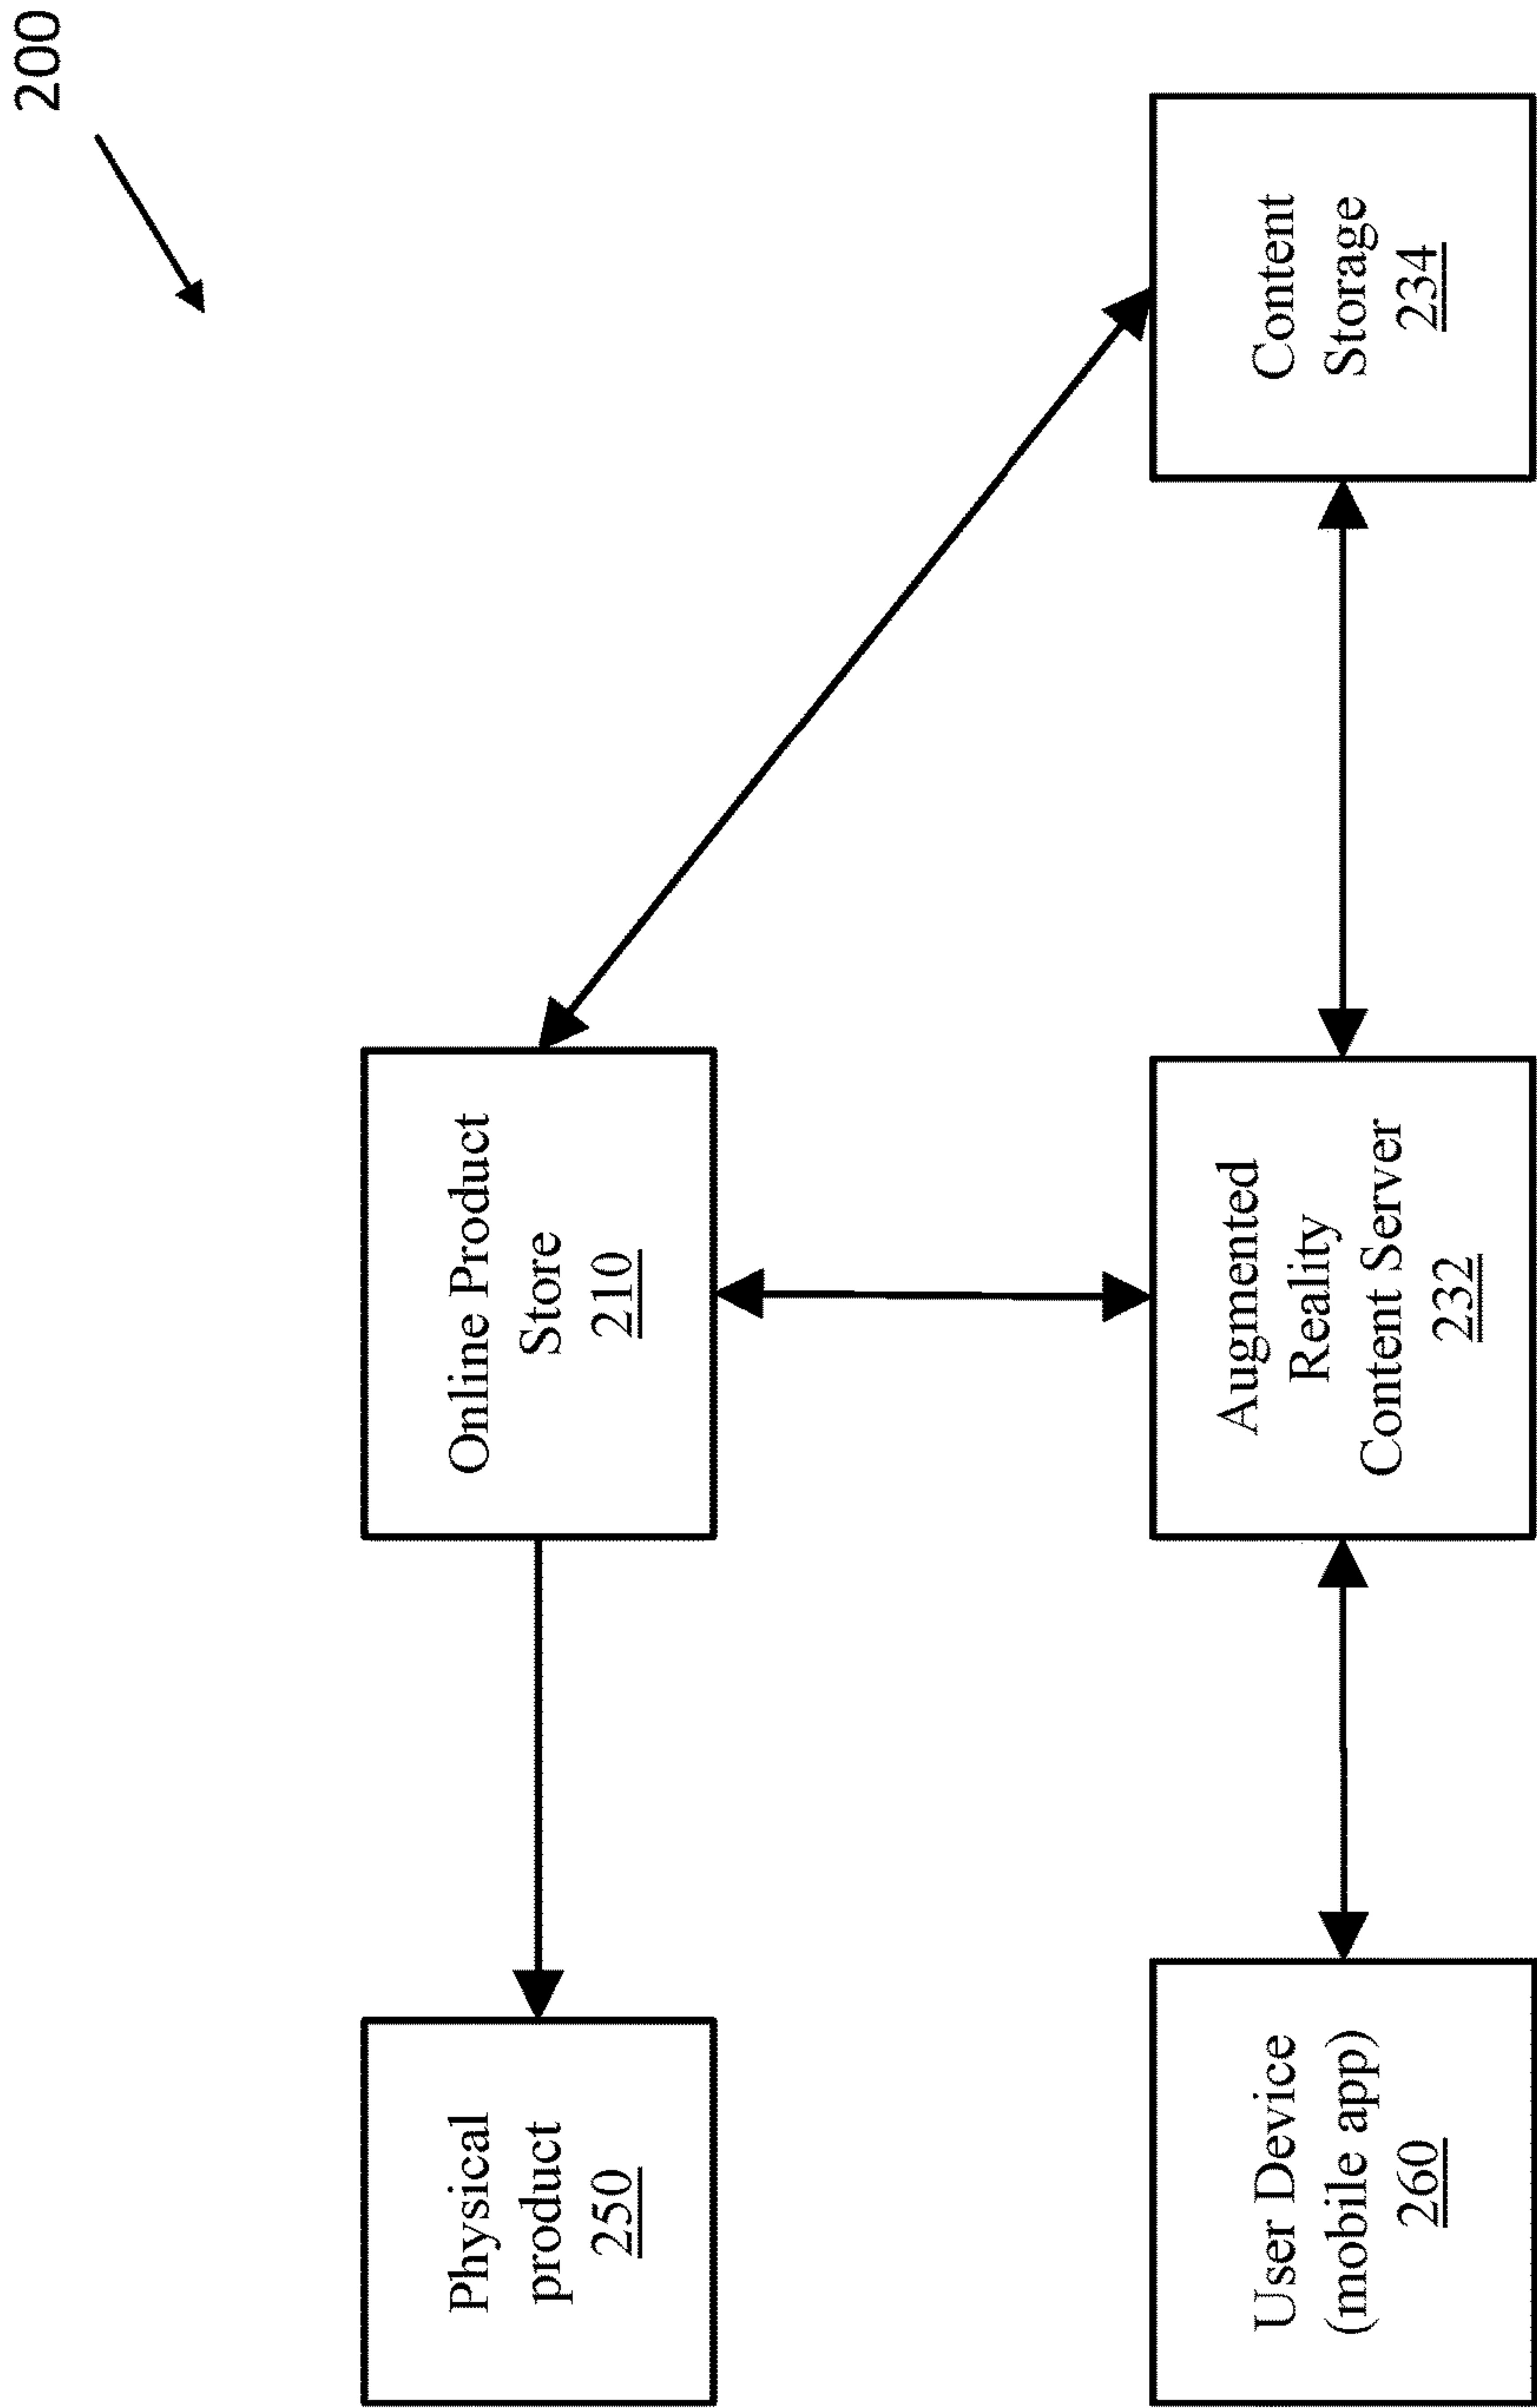 200
Physical
product
250
Online Product
Store
210
User Device
(mobile app)
260
Augmented
Reality
Content Server
232
Content
Storage
234